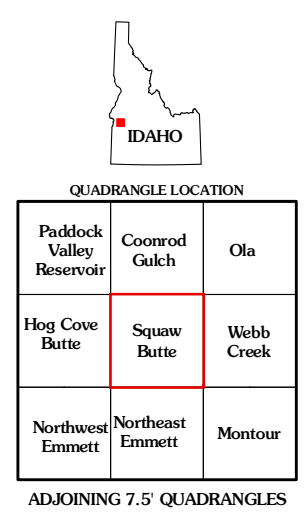 IDAHO
QUADRANGLE LOCATION
Paddock
Valley
Reservoir
Coonrod
Gulch
Ola
Hog Cove
Butte
Squaw
Butte
Webb
Creek
Northwest
Emmett
Northeast
Emmett
Montour
ADJOINING 7.5' QUADRANGLES